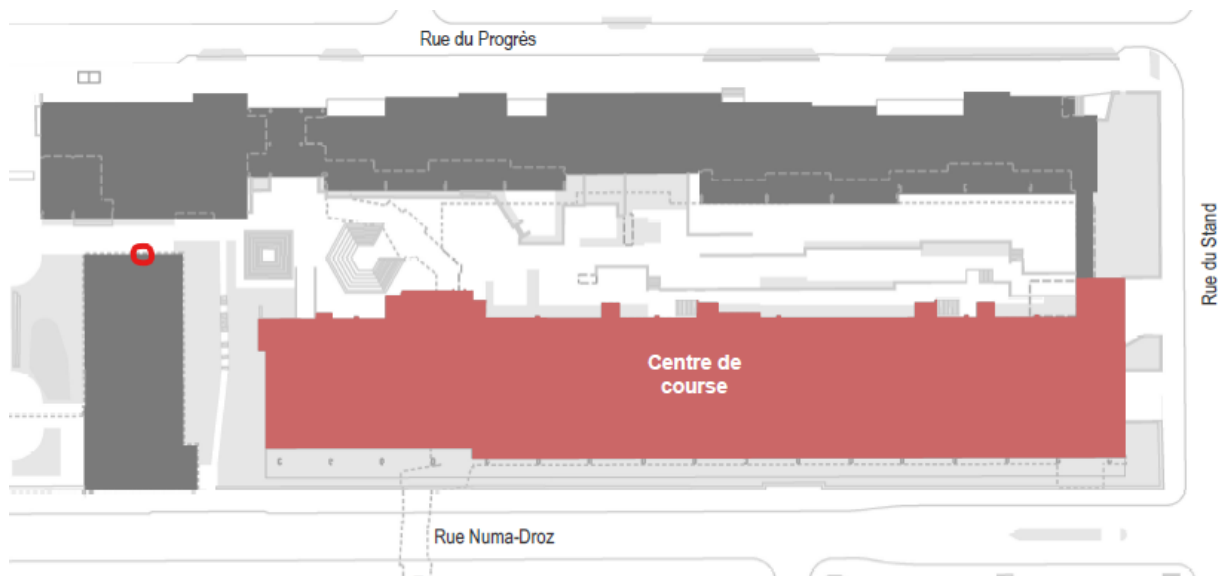 Rue du Progrès
Rue du Stand
Centre de
course
Rue Numa-Droz